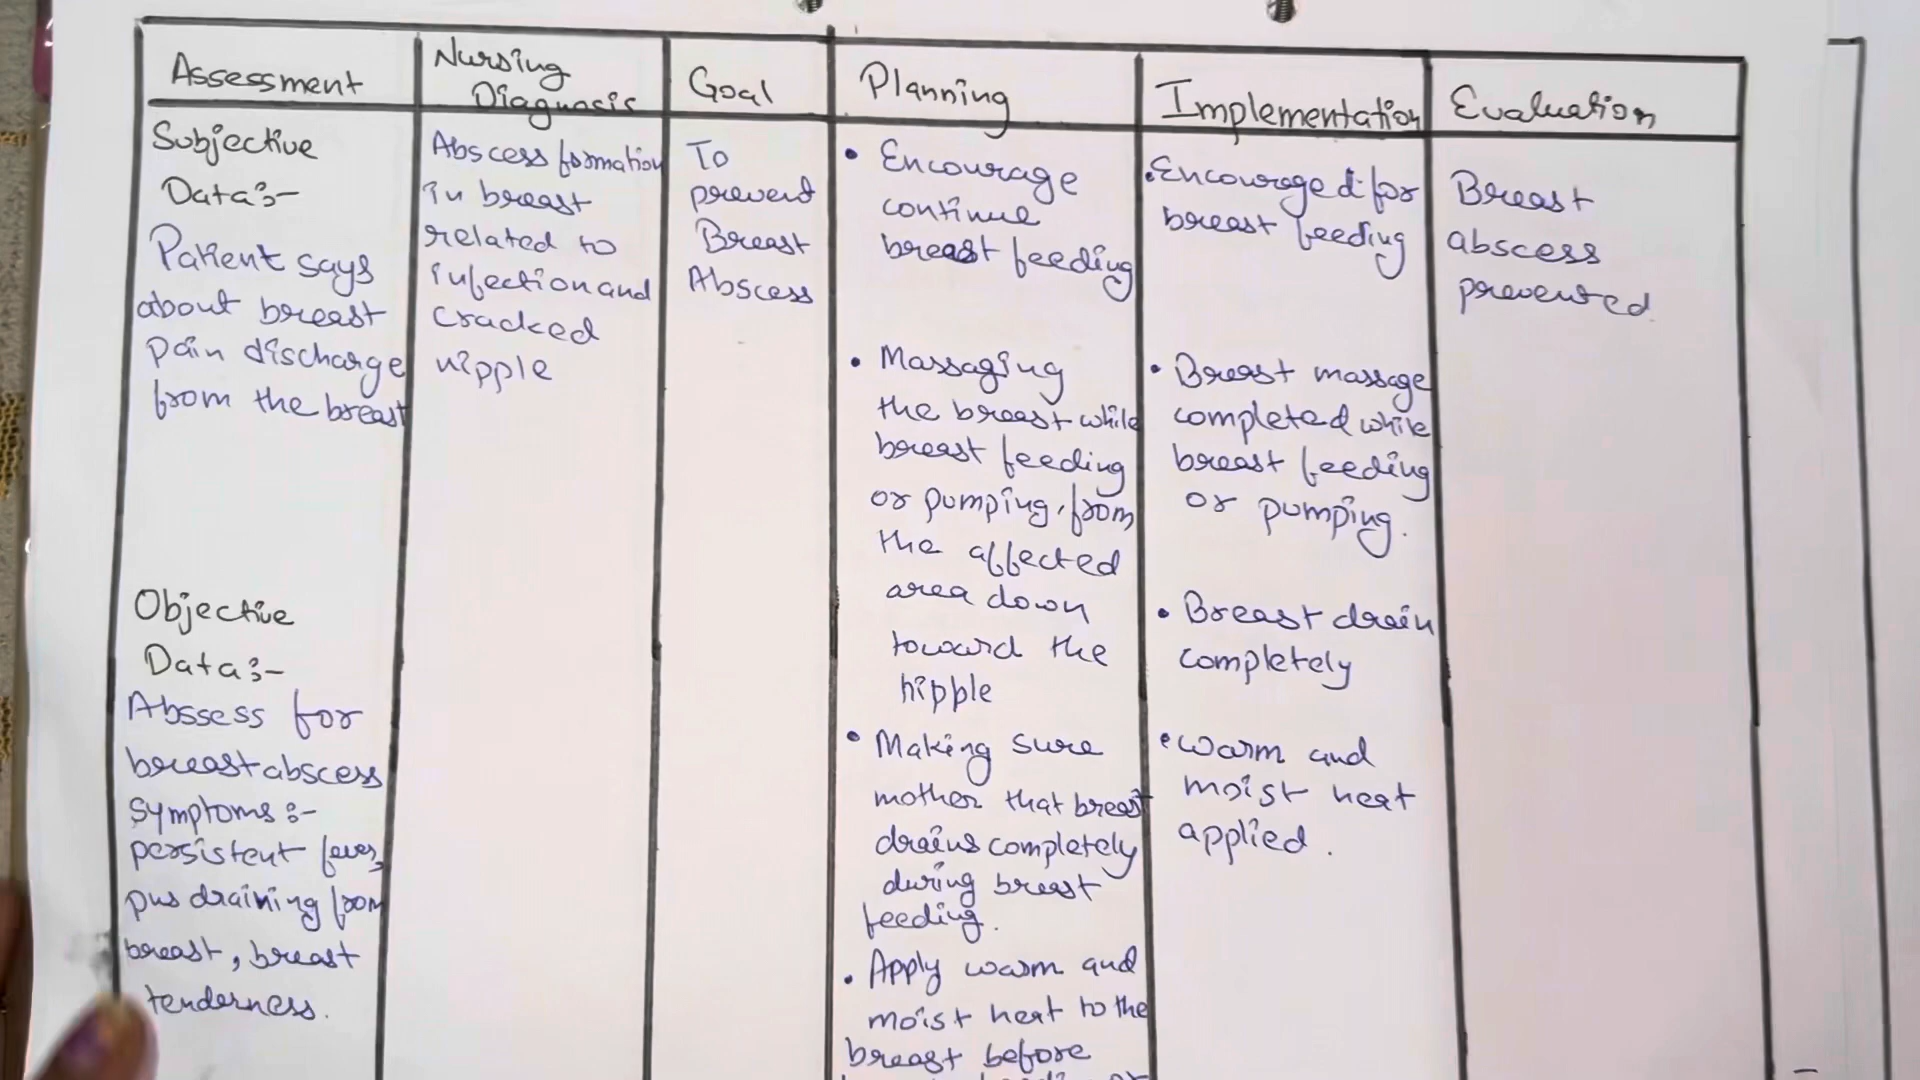 Assessment
Subjective
Data:-
Patient says
about breast
pain discharge
from the breast
Objective
Data:-
Abssess for
breast abscess
symptoms:-
persistent fever,
pus draining from
breast, breast
tenderness.
Nursing
Diagnosis
Abscess formation
in breast
related to
infection and
cracked
nipple
Goal
To
prevent
Breast
Abscess
Planning
• Encourage
continue
breast feeding
• Massaging
the breast while
breast feeding
or pumping, from
the affected
area down
toward the
nipple
• Making sure
mother that breast
drains completely
during breast
feeding.
• Apply warm and
moist heat to the
breast before
Implementation
• Encouraged for
breast feeding
• Breast massage
completed while
breast feeding
or pumping.
• Breast drain
completely
• warm and
moist heat
applied.
Evaluation
Breast
abscess
prevented